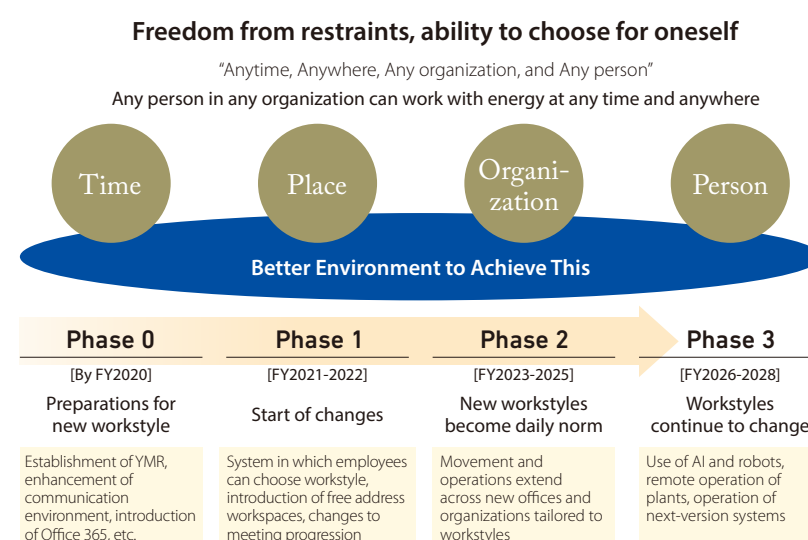 Freedom from restraints, ability to choose for oneself
“Anytime, Anywhere, Any organization, and Any person”
Any person in any organization can work with energy at any time and anywhere
Time
Place
Organi-
zation
Person
Better Environment to Achieve This
Phase 0
[By FY2020]
Preparations for
new workstyle
Establishment of YMR,
enhancement of
communication
environment, introduction
of Office 365, etc.
Phase 1
[FY2021-2022]
Start of changes
System in which employees
can choose workstyle,
introduction of free address
workspaces, changes to
meeting progression
Phase 2
[FY2023-2025]
New workstyles
become daily norm
Movement and
operations extend
across new offices and
organizations tailored to
workstyles
Phase 3
[FY2026-2028]
Workstyles
continue to change
Use of AI and robots,
remote operation of
plants, operation of
next-version systems